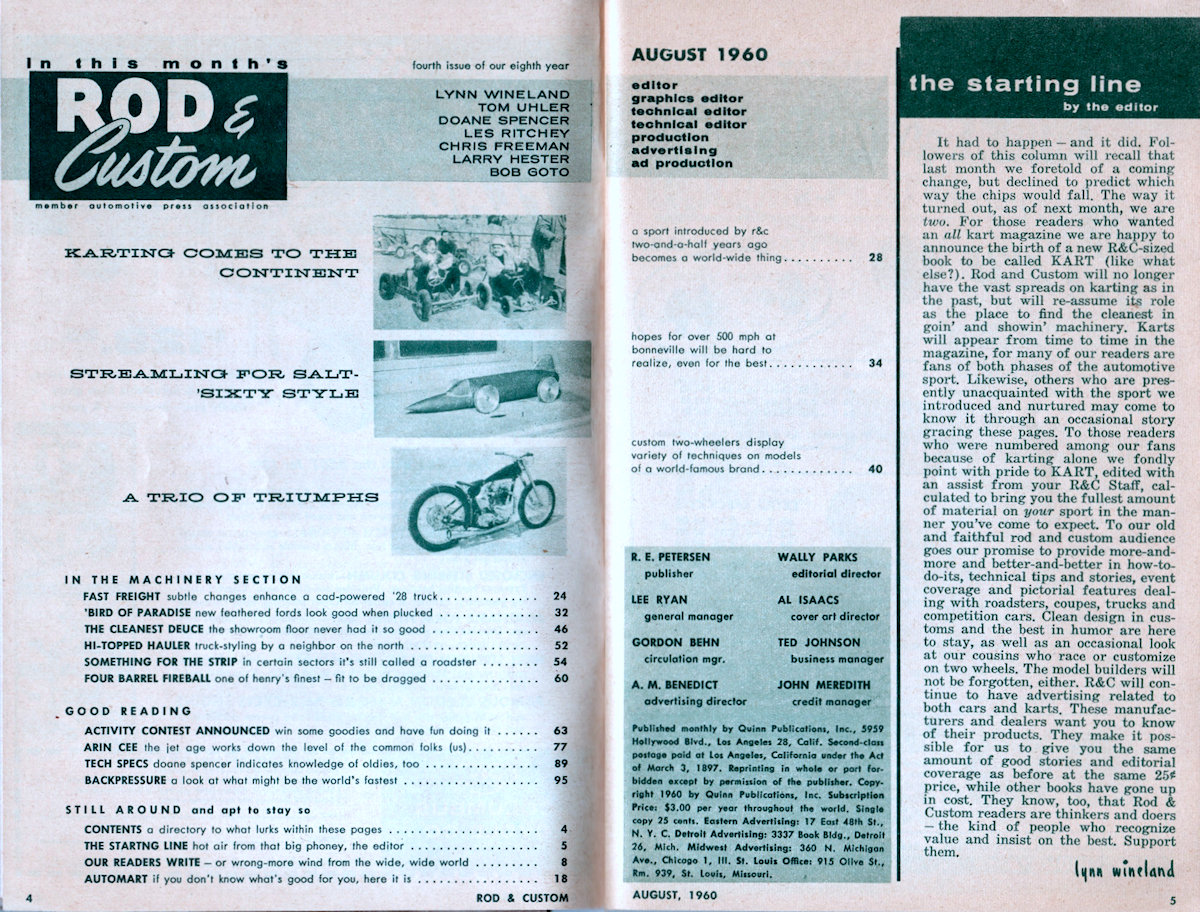 In this month's
ROD &
Custom
member automotive press association
fourth issue of our eighth year
LYNN WINELAND
TOM UHLER
DOANE SPENCER
LES RITCHEY
CHRIS FREEMAN
LARRY HESTER
BOB GOTO
KARTING COMES TO THE
CONTINENT
STREAMLING FOR SALT-
'SIXTY STYLE
A TRIO OF TRIUMPHS
IN THE MACHINERY SECTION
FAST FREIGHT subtle changes enhance a cad-powered '28 truck............... 24
'BIRD OF PARADISE new feathered fords look good when plucked ............... 32
THE CLEANEST DEUCE the showroom floor never had it so good ............... 46
HI-TOPPED HAULER truck-styling by a neighbor on the north ................. 52
SOMETHING FOR THE STRIP in certain sectors it's still called a roadster ........ 54
FOUR BARREL FIREBALL one of henry's finest – fit to be dragged .............. 60
GOOD READING
ACTIVITY CONTEST ANNOUNCED win some goodies and have fun doing it ...... 63
ARIN CEE the jet age works down the level of the common folks (us).......... 77
TECH SPECS doane spencer indicates knowledge of oldies, too ................ 89
BACKPRESSURE a look at what might be the world's fastest ................... 95
STILL AROUND and apt to stay so
CONTENTS a directory to what lurks within these pages ...................... 4
THE STARTNG LINE hot air from that big phoney, the editor ................... 5
OUR READERS WRITE – or wrong-more wind from the wide, wide world ......... 8
AUTOMART if you don't know what's good for you, here it is ................. 18
4
ROD & CUSTOM
AUGUST 1960
editor
graphics editor
technical editor
technical editor
production
advertising
ad production
a sport introduced by r&c
two-and-a-half years ago
becomes a world-wide thing.......... 28
hopes for over 500 mph at
bonneville will be hard to
realize, even for the best............ 34
custom two-wheelers display
variety of techniques on models
of a world-famous brand............. 40
R. E. PETERSEN
publisher
WALLY PARKS
editorial director
LEE RYAN
general manager
AL ISAACS
cover art director
GORDON BEHN
circulation mgr.
TED JOHNSON
business manager
A. M. BENEDICT
advertising director
JOHN MEREDITH
credit manager
Published monthly by Quinn Publications, Inc., 5959
Hollywood Blvd., Los Angeles 28, Calif. Second-class
postage paid at Los Angeles, California under the Act
of March 3, 1897. Reprinting in whole or part for-
bidden except by permission of the publisher. Copy-
right 1960 by Quinn Publications, Inc. Subscription
Price: $3.00 per year throughout the world. Single
copy 25 cents. Eastern Advertising: 17 East 48th St.,
N. Y. C. Detroit Advertising: 3337 Book Bldg., Detroit
26, Mich. Midwest Advertising: 360 N. Michigan
Ave., Chicago 1, Ill. St. Louis Office: 915 Olive St.,
Rm. 939, St. Louis, Missouri.
AUGUST, 1960
the starting line
by the editor
It had to happen – and it did. Fol-
lowers of this column will recall that
last month we foretold of a coming
change, but declined to predict which
way the chips would fall. The way it
turned out, as of next month, we are
two. For those readers who wanted
an all kart magazine we are happy to
announce the birth of a new R&C-sized
book to be called KART (like what
else?). Rod and Custom will no longer
have the vast spreads on karting as in
the past, but will re-assume its role
as the place to find the cleanest in
goin' and showin' machinery. Karts
will appear from time to time in the
magazine, for many of our readers are
fans of both phases of the automotive
sport. Likewise, others who are pres-
ently unacquainted with the sport we
introduced and nurtured may come to
know it through an occasional story
gracing these pages. To those readers
who were numbered among our fans
because of karting alone we fondly
point with pride to KART, edited with
an assist from your R&C Staff, cal-
culated to bring you the fullest amount
of material on your sport in the man-
ner you've come to expect. To our old
and faithful rod and custom audience
goes our promise to provide more-and-
more and better-and-better in how-to-
do-its, technical tips and stories, event
coverage and pictorial features deal-
ing with roadsters, coupes, trucks and
competition cars. Clean design in cus-
toms and the best in humor are here
to stay, as well as an occasional look
at our cousins who race or customize
on two wheels. The model builders will
not be forgotten, either. R&C will con-
tinue to have advertising related to
both cars and karts. These manufac-
turers and dealers want you to know
of their products. They make it pos-
sible for us to give you the same
amount of good stories and editorial
coverage as before at the same 25¢
price, while other books have gone up
in cost. They know, too, that Rod &
Custom readers are thinkers and doers
– the kind of people who recognize
value and insist on the best. Support
them.
lynn wineland
5